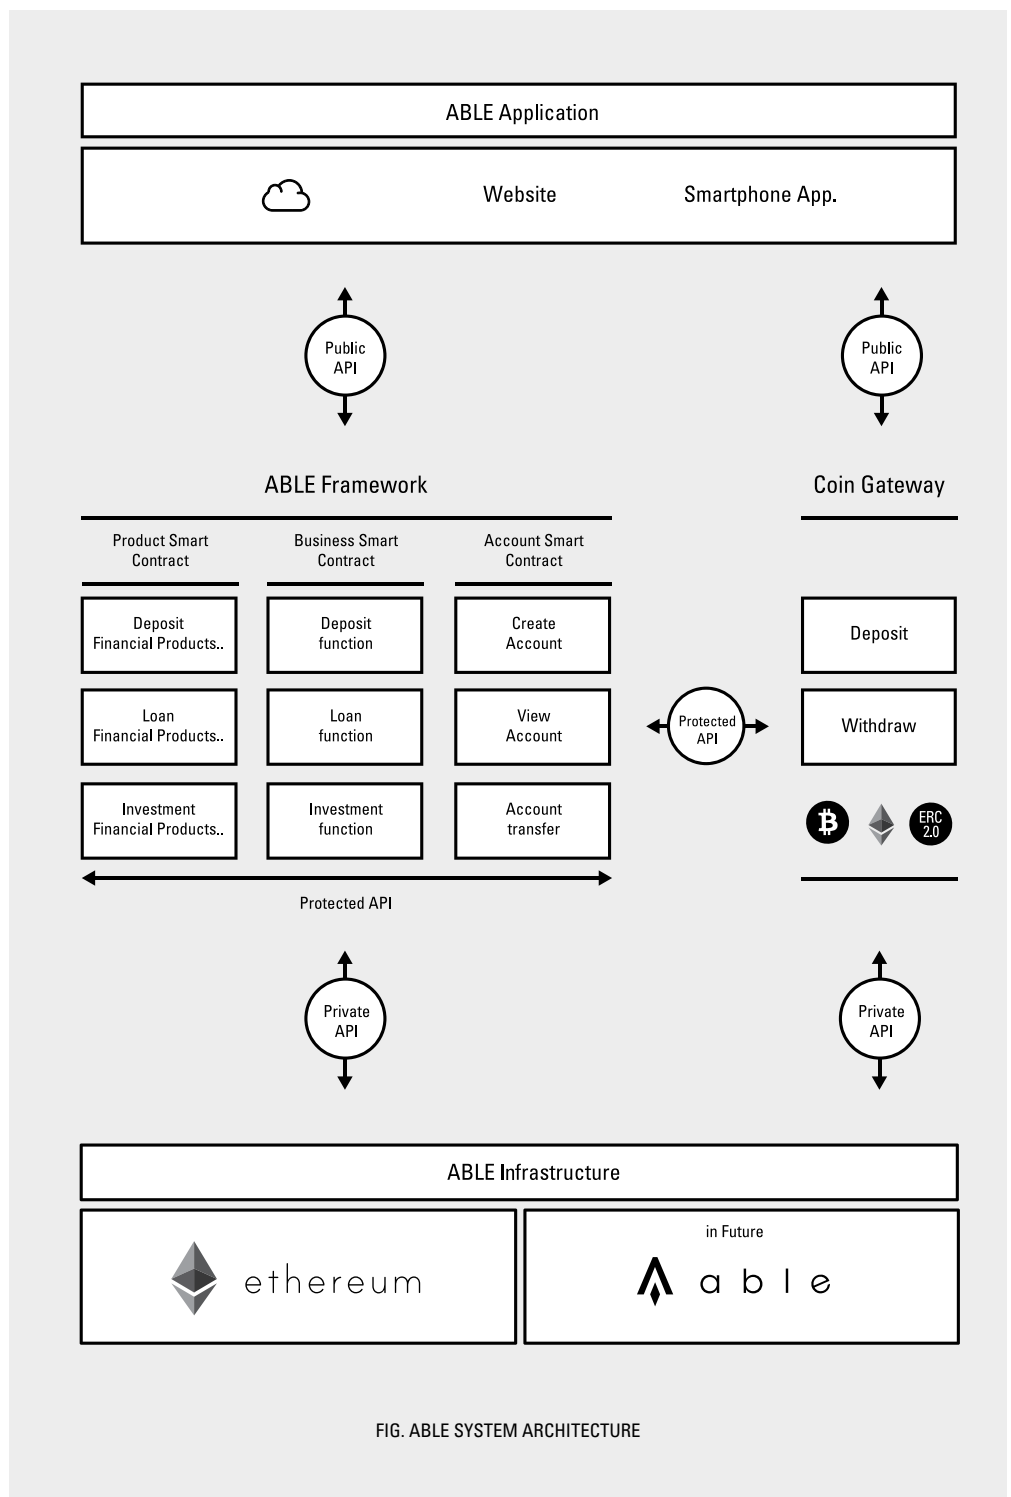 ABLE Application
Website
Smartphone App.
Public
API
Public
API
ABLE Framework
Coin Gateway
Product Smart
Contract
Business Smart
Contract
Account Smart
Contract
Deposit
Financial Products..
Deposit
function
Create
Account
Deposit
Loan
Financial Products..
Loan
function
View
Account
Protected
API
Withdraw
Investment
Financial Products..
Investment
function
Account
transfer
ERC
2.0
Protected API
Private
API
Private
API
ABLE Infrastructure
ethereum
in Future
able
FIG. ABLE SYSTEM ARCHITECTURE